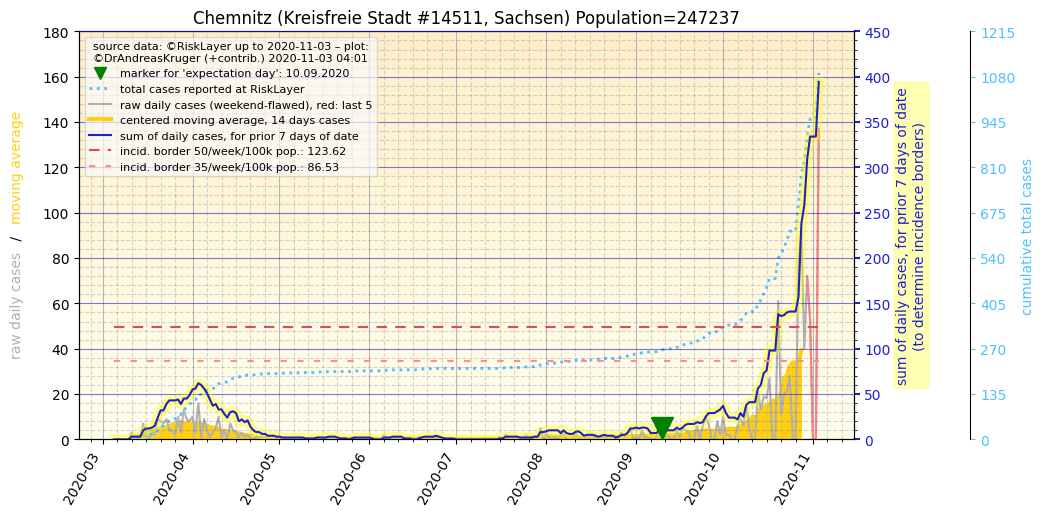 Chemnitz (Kreisfreie Stadt #14511, Sachsen) Population=247237
source data: ©RiskLayer up to 2020-11-03 – plot:
©DrAndreasKruger (+contrib.) 2020-11-03 04:01
marker for 'expectation day': 10.09.2020
total cases reported at RiskLayer
raw daily cases (weekend-flawed), red: last 5
centered moving average, 14 days cases
sum of daily cases, for prior 7 days of date
incid. border 50/week/100k pop.: 123.62
incid. border 35/week/100k pop.: 86.53
raw daily cases / moving average
180
160
140
120
100
80
60
40
20
0
450
400
350
300
250
200
150
100
50
0
sum of daily cases, for prior 7 days of date
(to determine incidence borders)
1215
1080
945
810
675
540
405
270
135
0
cumulative total cases
2020-03
2020-04
2020-05
2020-06
2020-07
2020-08
2020-09
2020-10
2020-11